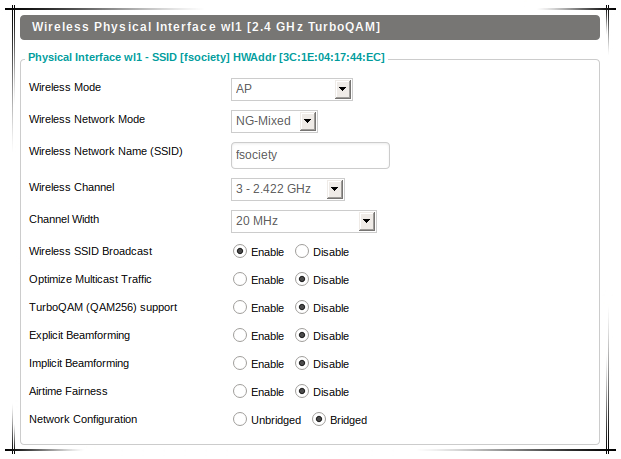 Wireless Physical Interface wl1 [2.4 GHz TurboQAM]
Physical Interface wl1 - SSID [fsociety] HWAddr [3C:1E:04:17:44:EC]
Wireless Mode AP
Wireless Network Mode NG-Mixed
Wireless Network Name (SSID) fsociety
Wireless Channel 3 - 2.422 GHz
Channel Width 20 MHz
Wireless SSID Broadcast Enable Disable
Optimize Multicast Traffic Enable Disable
TurboQAM (QAM256) support Enable Disable
Explicit Beamforming Enable Disable
Implicit Beamforming Enable Disable
Airtime Fairness Enable Disable
Network Configuration Unbridged Bridged